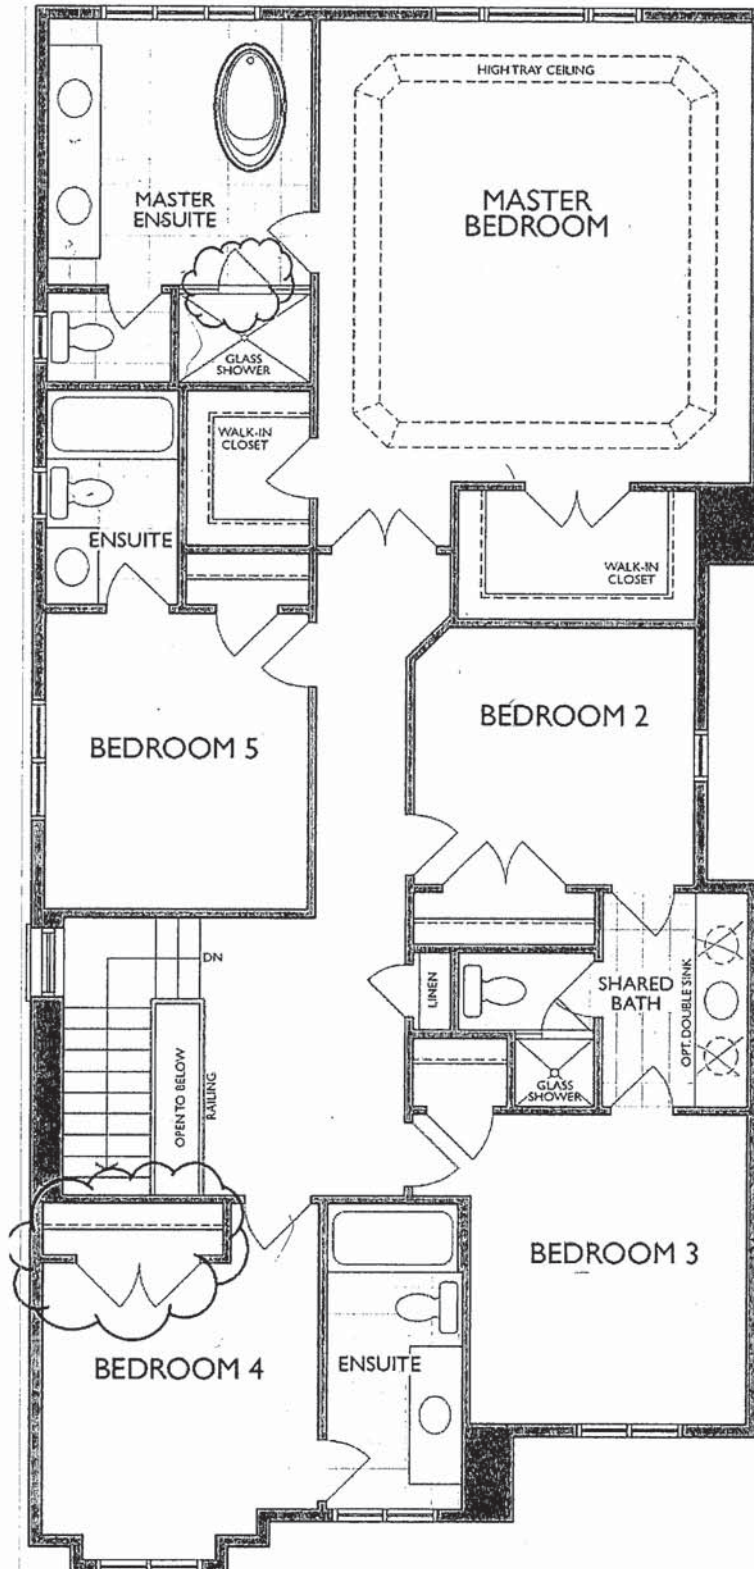 HIGH TRAY CEILING
MASTER
ENSUITE
MASTER
BEDROOM
GLASS
SHOWER
WALK-IN
CLOSET
ENSUITE
WALK-IN
CLOSET
BEDROOM 5
BEDROOM 2
DN
LINEN
SHARED
BATH
OPT. DOUBLE SINK
OPEN TO BELOW
RAILING
GLASS
SHOWER
BEDROOM 3
BEDROOM 4
ENSUITE